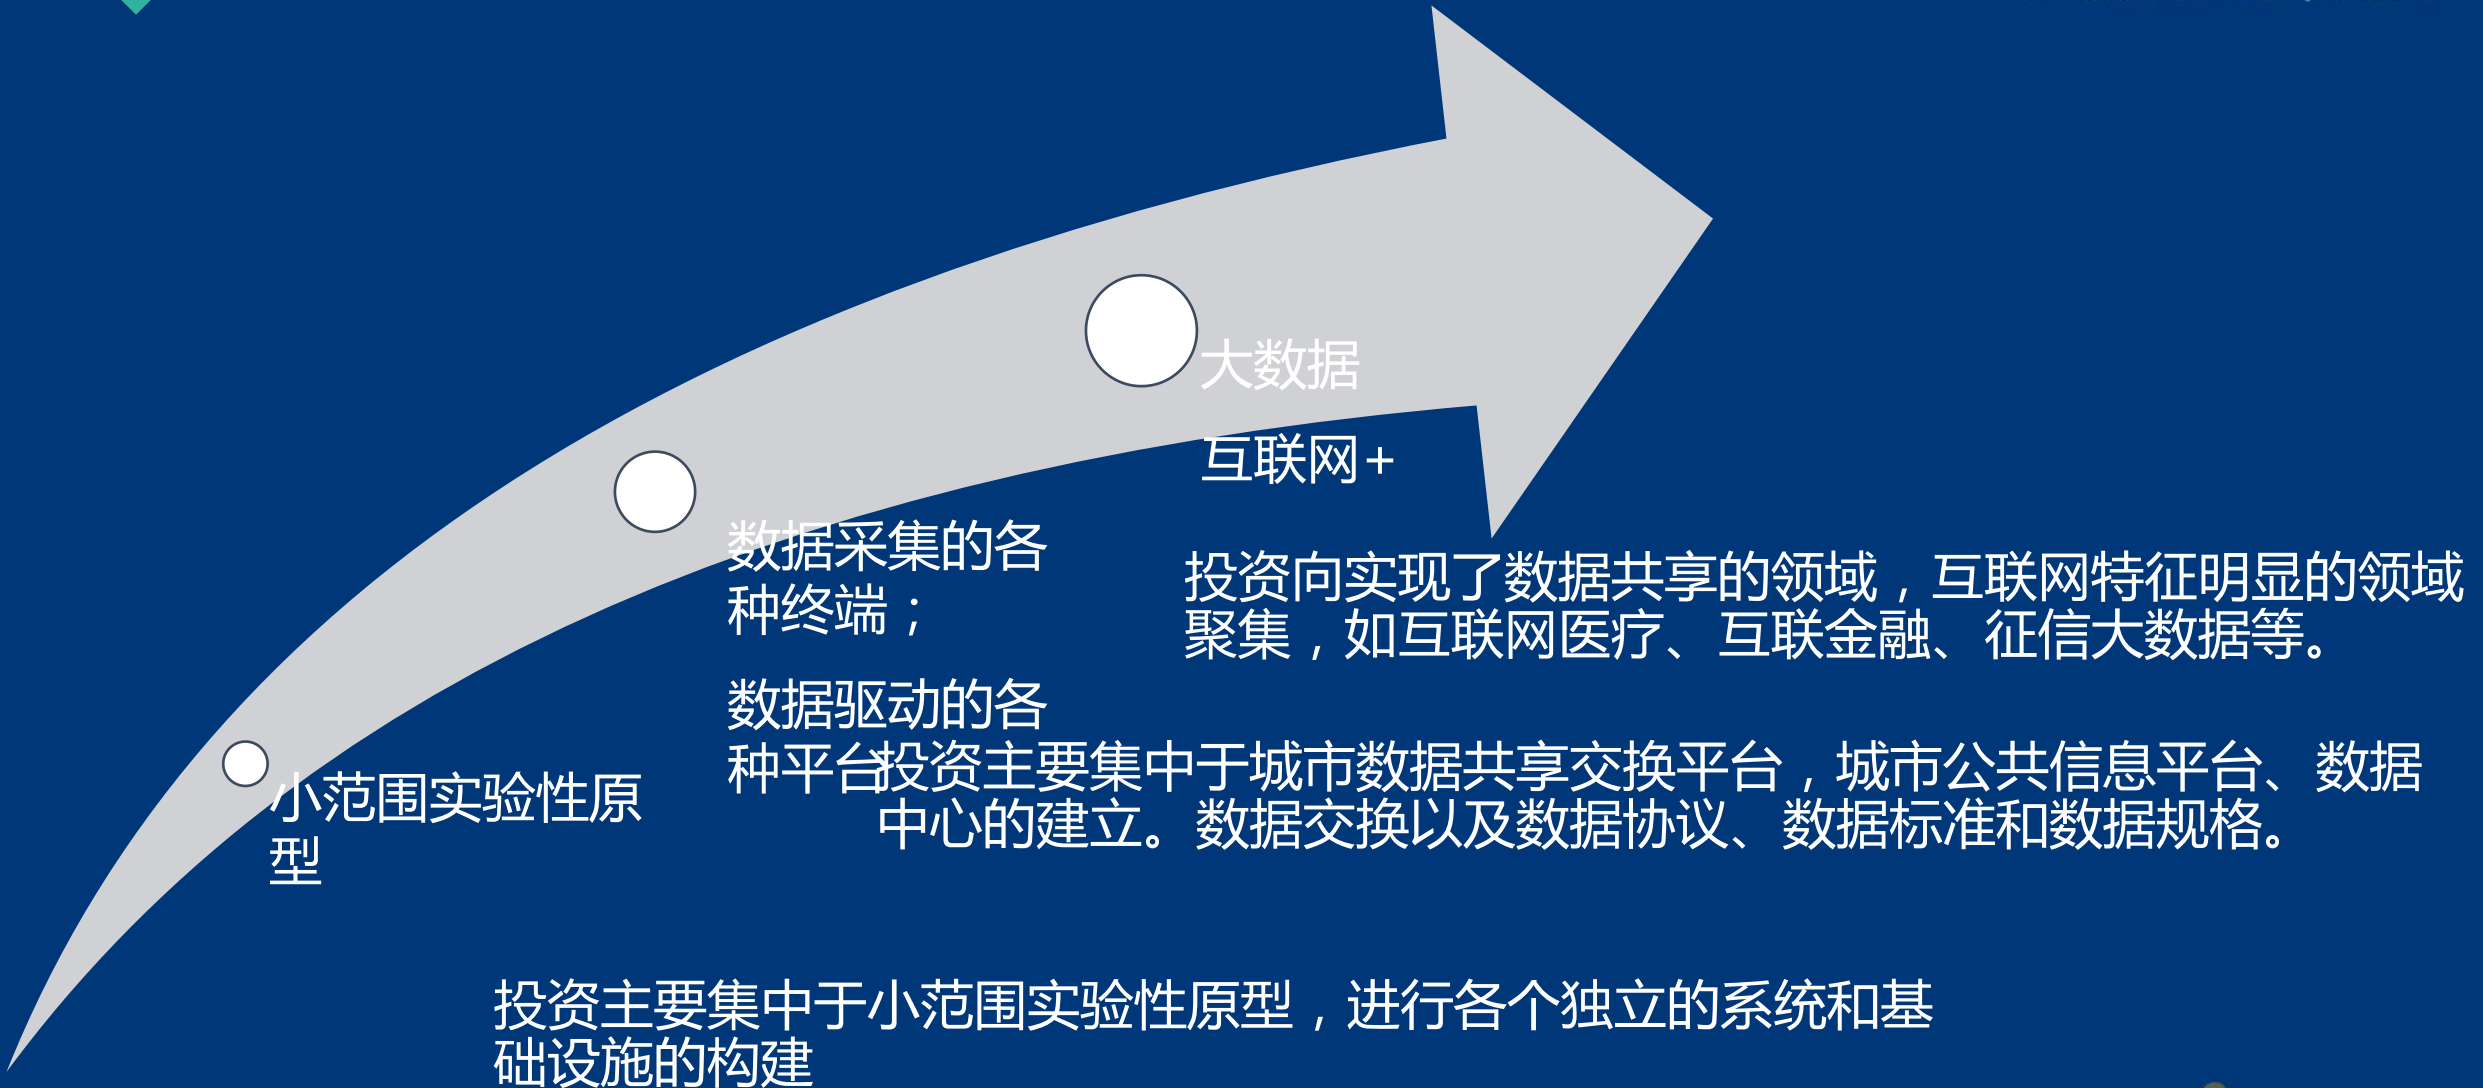 大数据
互联网+
数据采集的各
种终端；
数据驱动的各
种平台
投资向实现了数据共享的领域，互联网特征明显的领域
聚集，如互联网医疗、互联金融、征信大数据等。
投资主要集中于城市数据共享交换平台，城市公共信息平台、数据
中心的建立。数据交换以及数据协议、数据标准和数据规格。
小范围实验性原
型
投资主要集中于小范围实验性原型，进行各个独立的系统和基
础设施的构建